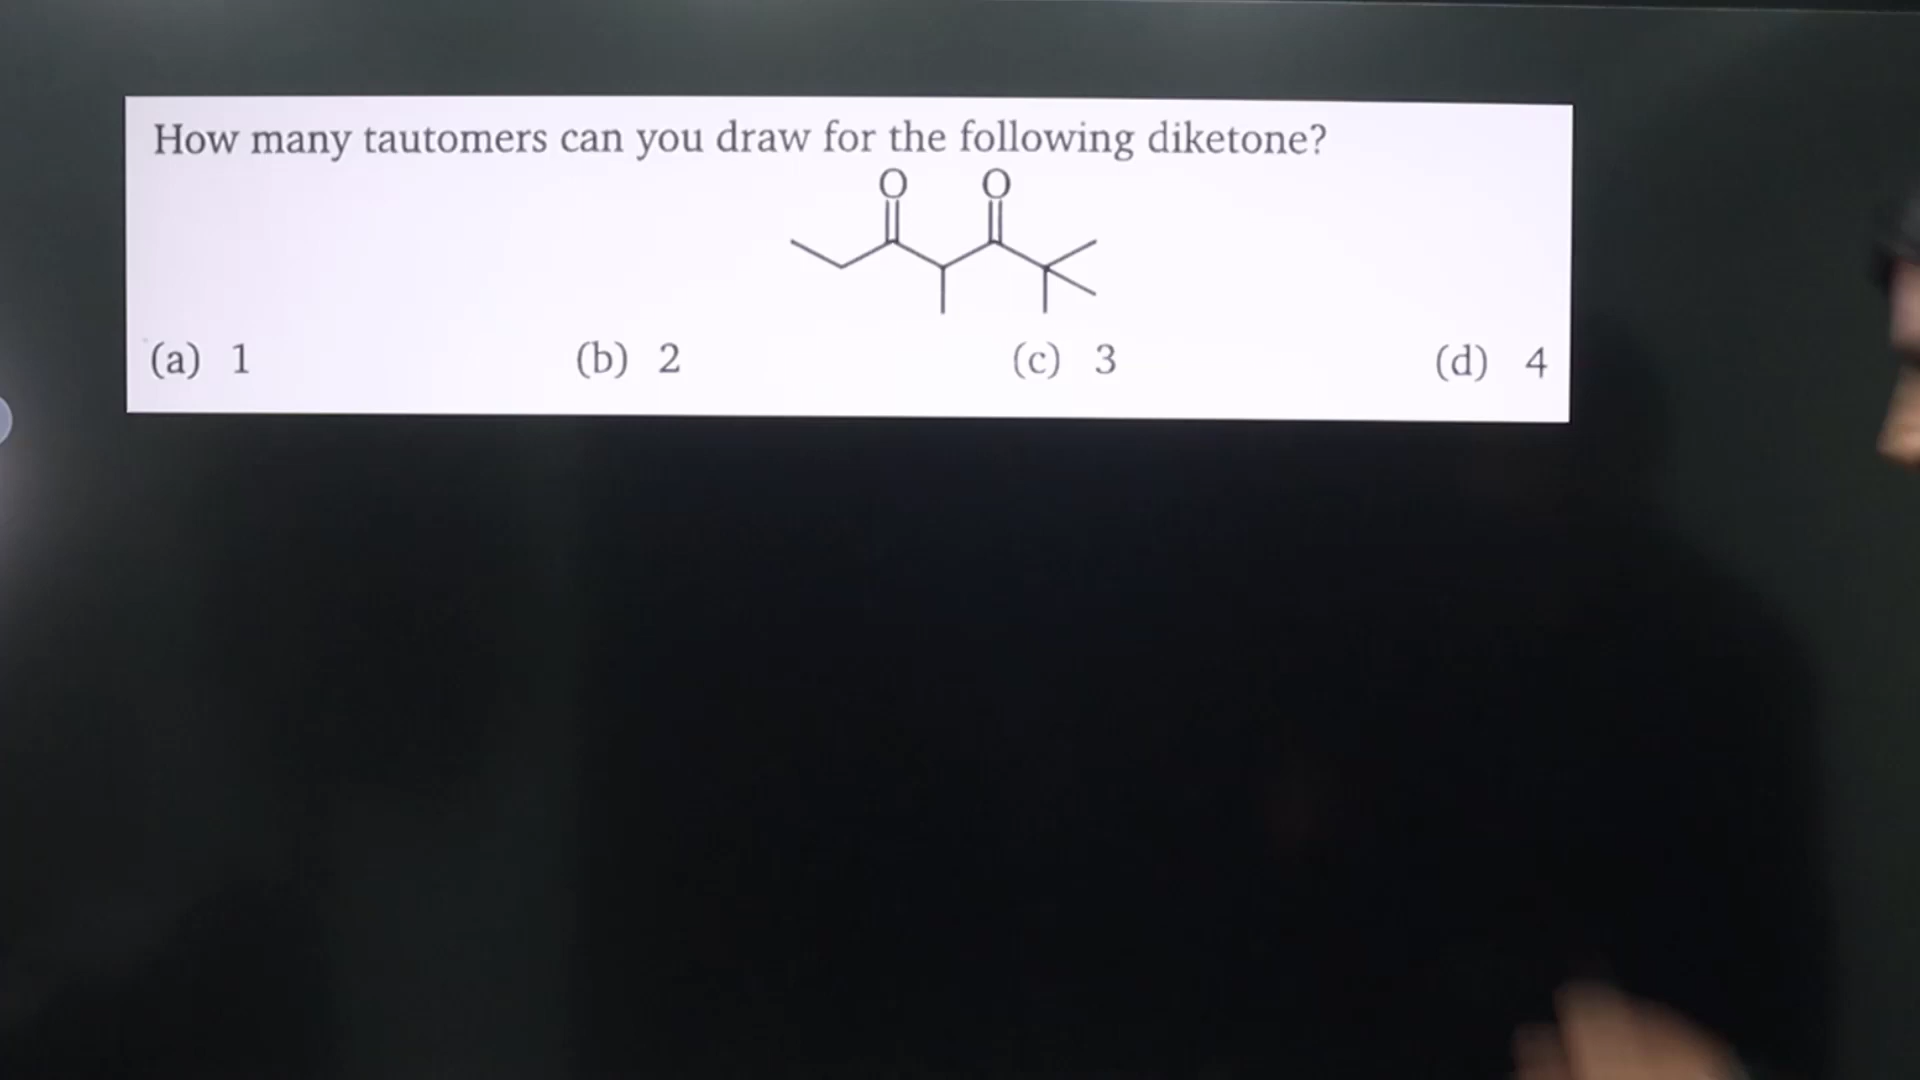 How many tautomers can you draw for the following diketone?
O O
(a) 1 (b) 2 (c) 3 (d) 4